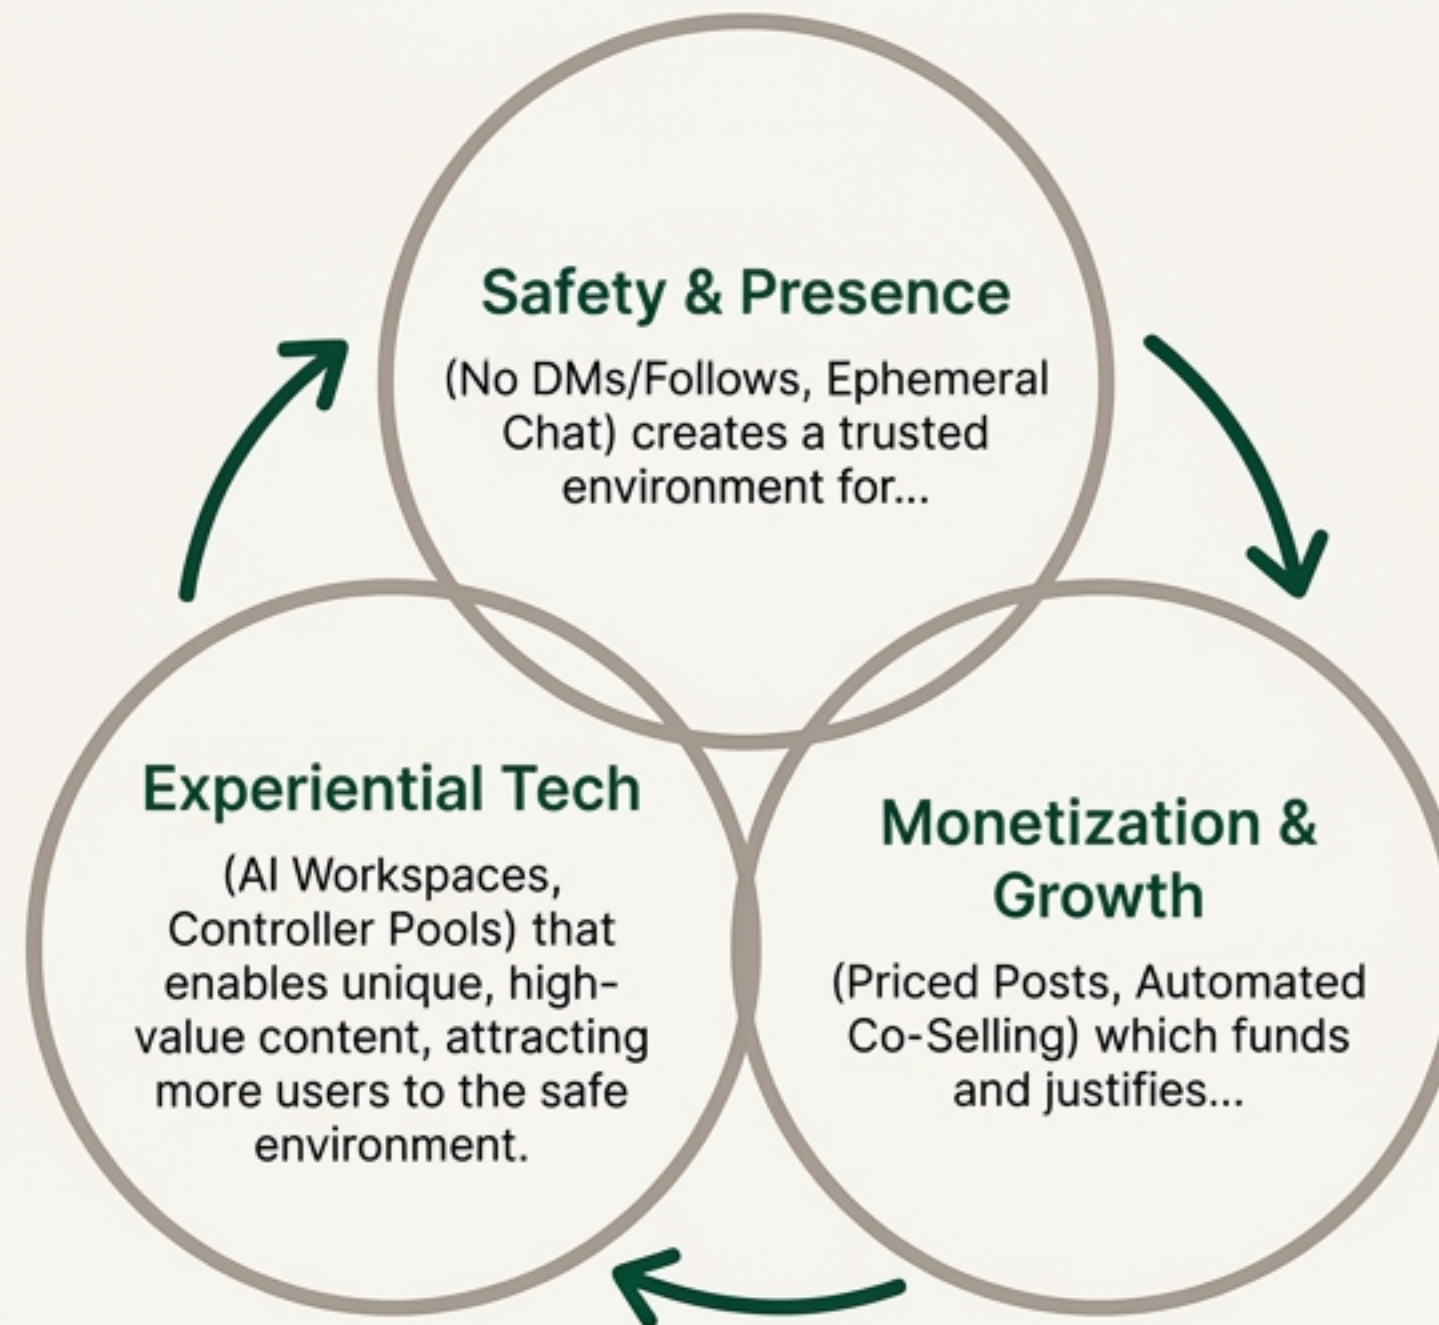 Safety & Presence
(No DMs/Follows, Ephemeral
Chat) creates a trusted
environment for...
Experiential Tech
(AI Workspaces,
Controller Pools) that
enables unique, high-
value content, attracting
more users to the safe
environment.
Monetization &
Growth
(Priced Posts, Automated
Co-Selling) which funds
and justifies...